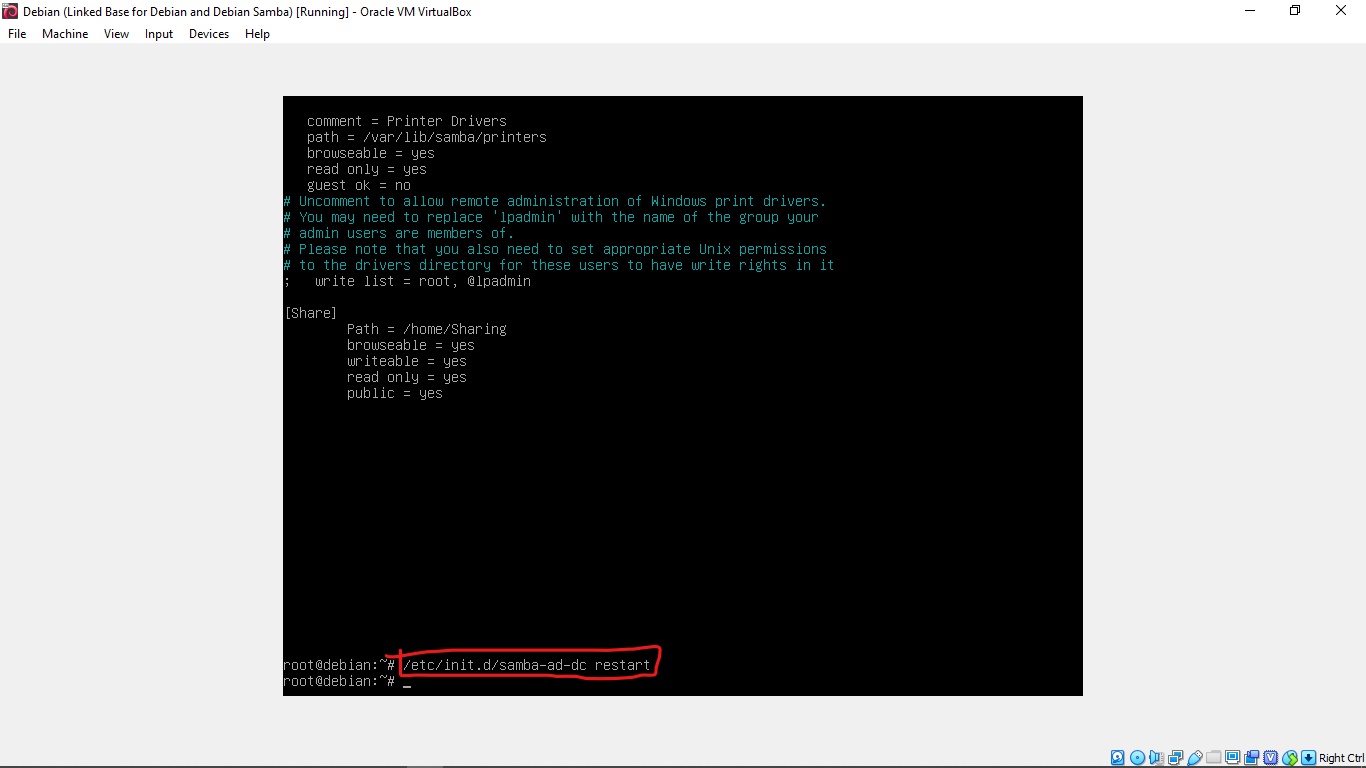 Debian (Linked Base for Debian and Debian Samba) [Running] - Oracle VM VirtualBox
File Machine View Input Devices Help
comment = Printer Drivers
path = /var/lib/samba/printers
browseable = yes
read only = yes
guest ok = no
# Uncomment to allow remote administration of Windows print drivers.
# You may need to replace 'lpadmin' with the name of the group your
# admin users are members of.
# Please note that you also need to set appropriate Unix permissions
# to the drivers directory for these users to have write rights in it
; write list = root, @lpadmin
[Share]
Path = /home/Sharing
browseable = yes
writeable = yes
read only = yes
public = yes
root@debian:~# /etc/init.d/samba-ad-dc restart
root@debian:~# _
Right Ctrl